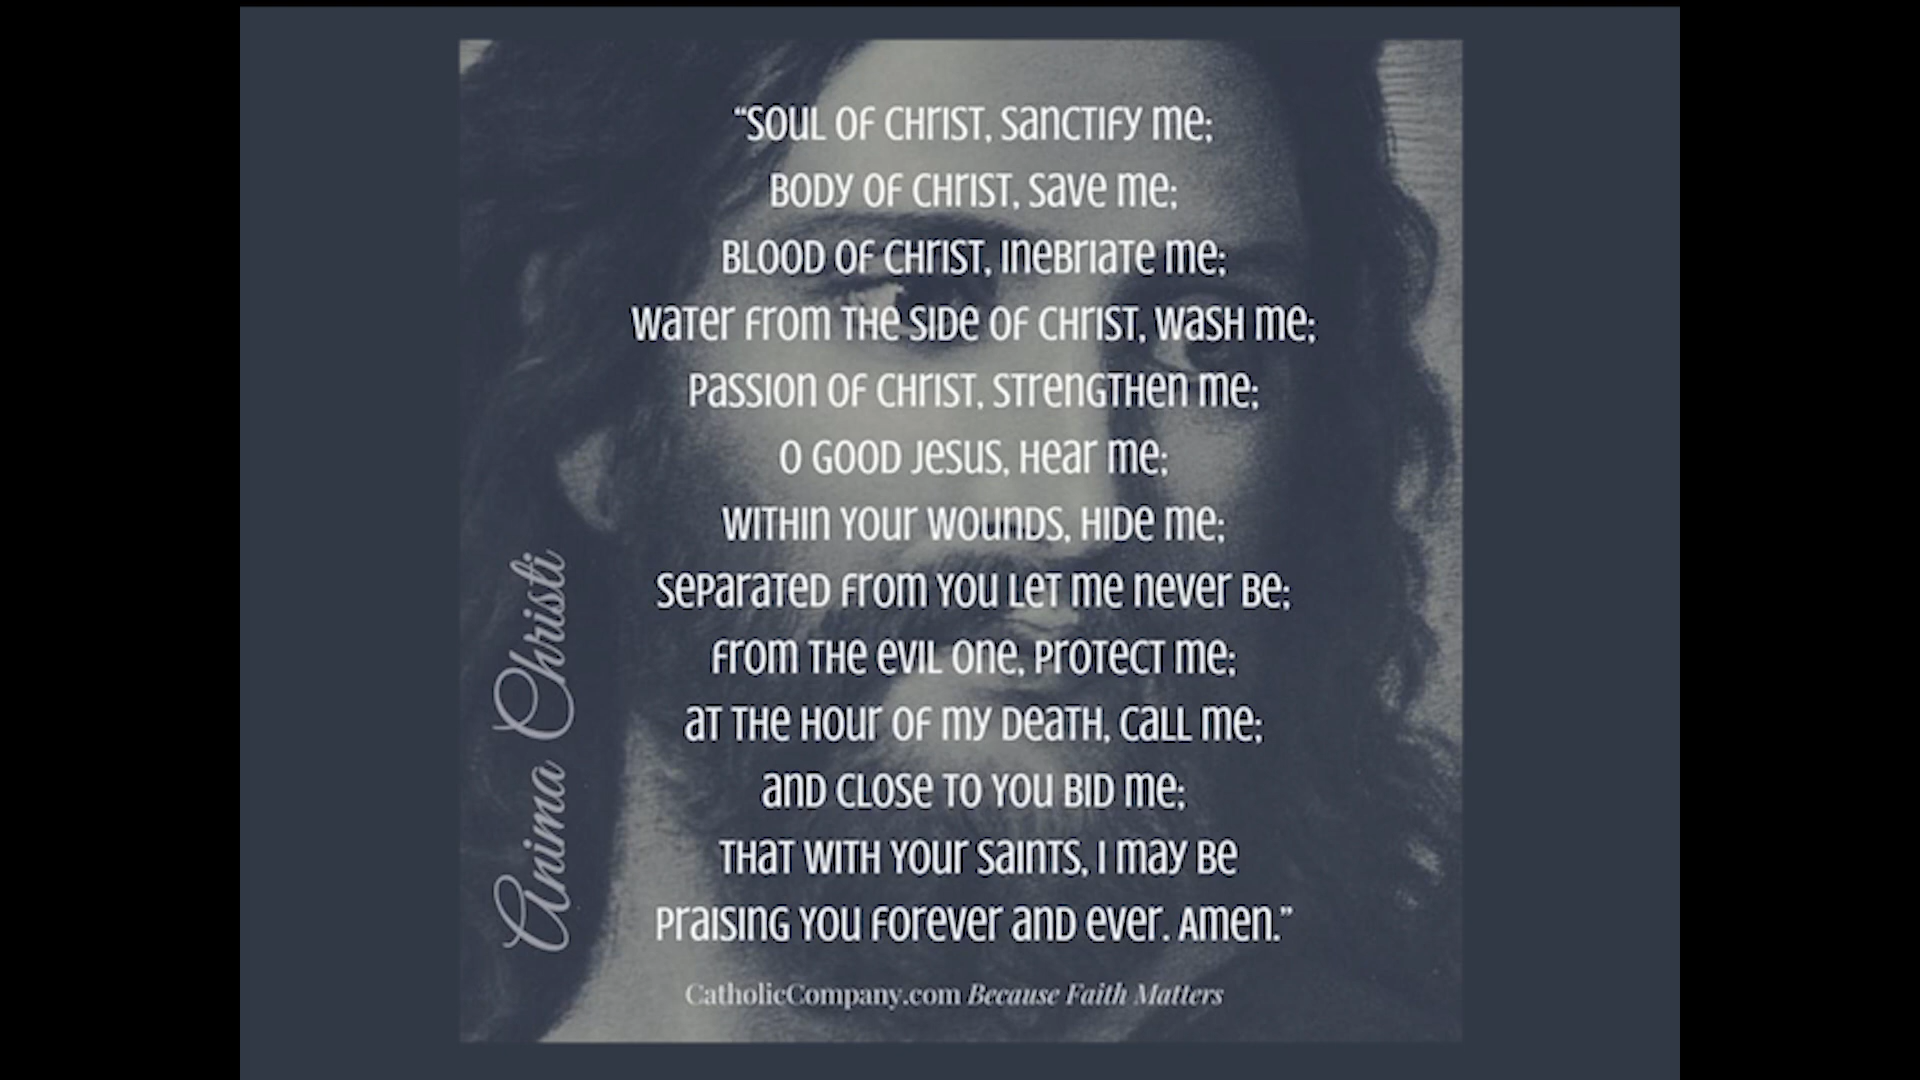 “Soul of Christ, sanctify me;
Body of Christ, save me;
Blood of Christ, inebriate me;
Water from the side of Christ, wash me;
Passion of Christ, strengthen me;
O good Jesus, hear me;
Within your wounds, hide me;
Separated from you let me never be;
From the evil one, protect me;
At the hour of my death, call me;
And close to you bid me;
That with your saints, I may be
Praising you forever and ever. Amen.”
Anima Christi
CatholicCompany.com Because Faith Matters